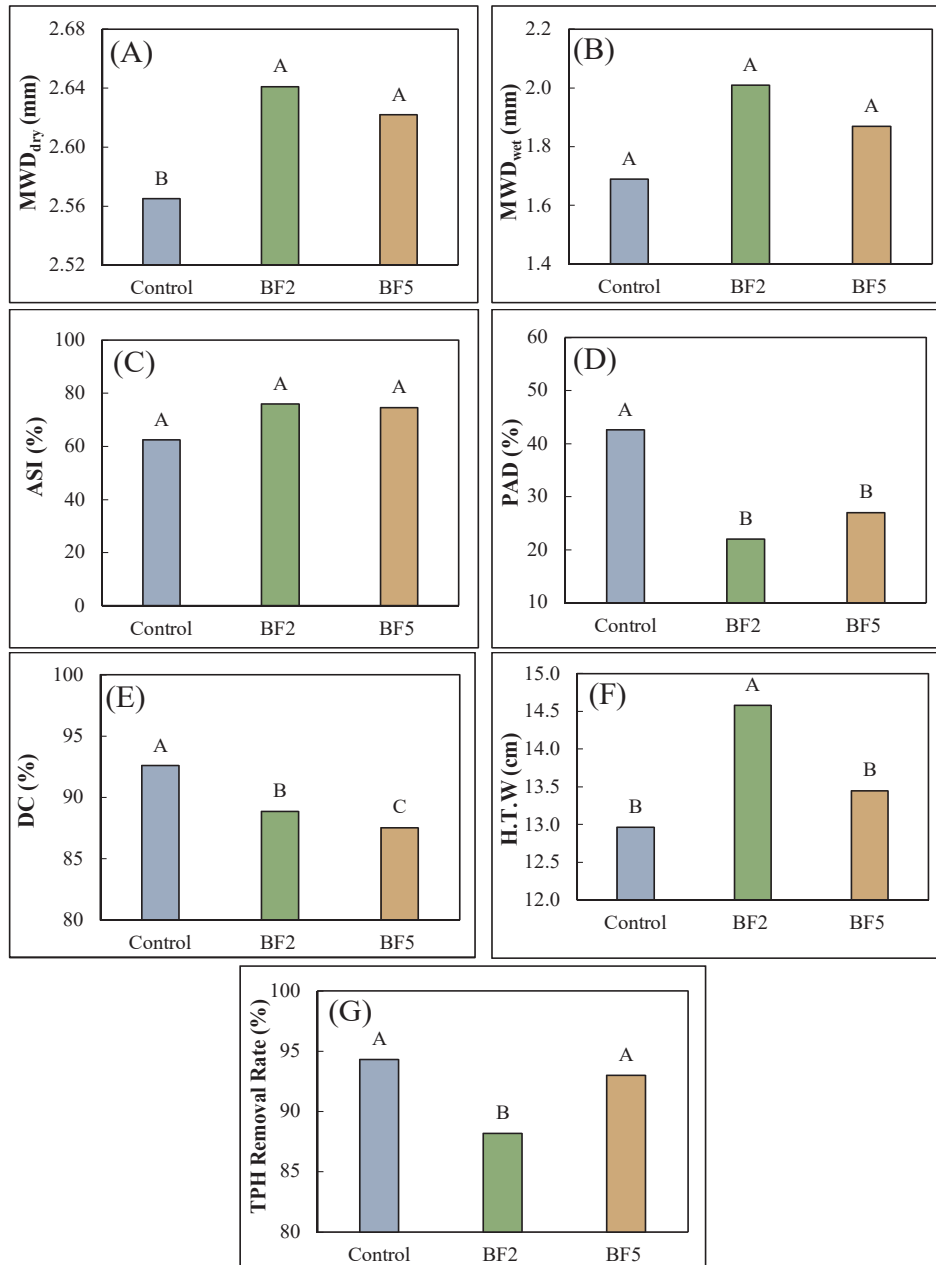 (A)
MWDdry (mm)
2.68
2.64
2.60
2.56
2.52
B
A
A
Control BF2 BF5
(B)
MWDwet (mm)
2.2
2.0
1.8
1.6
1.4
A
A
A
Control BF2 BF5
(C)
ASI (%)
100
80
60
40
20
0
A
A
A
Control BF2 BF5
(D)
PAD (%)
60
50
40
30
20
10
A
B
B
Control BF2 BF5
(E)
DC (%)
100
95
90
85
80
A
B
C
Control BF2 BF5
(F)
H.T.W (cm)
15.0
14.5
14.0
13.5
13.0
12.5
12.0
B
A
B
Control BF2 BF5
(G)
TPH Removal Rate (%)
100
95
90
85
80
A
B
A
Control BF2 BF5